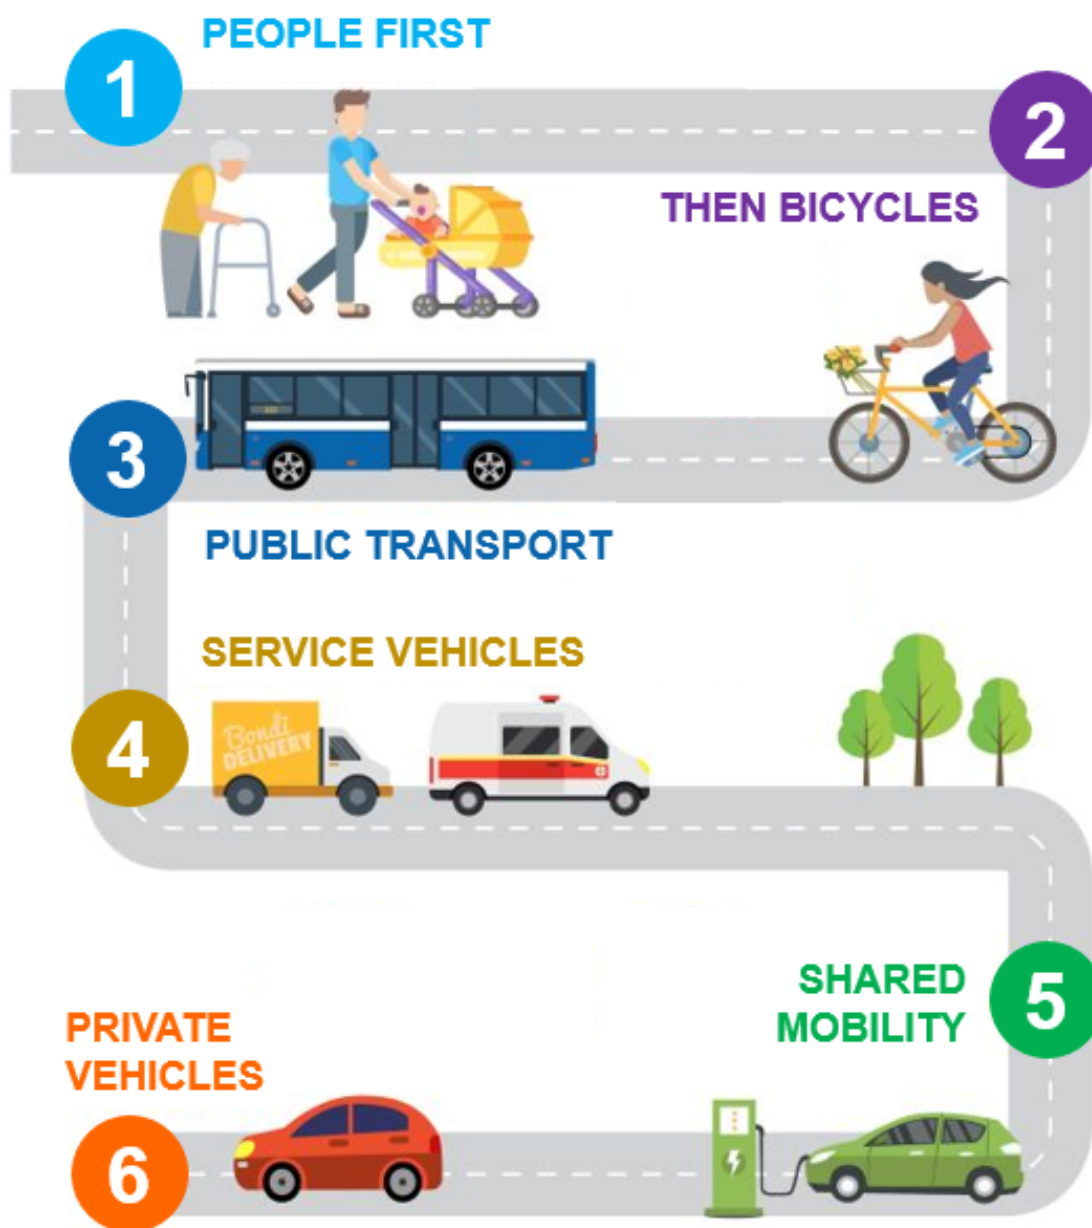 1
PEOPLE FIRST
2
THEN BICYCLES
3
PUBLIC TRANSPORT
SERVICE VEHICLES
4
Bondi
DELIVERY
SHARED
MOBILITY
5
PRIVATE
VEHICLES
6